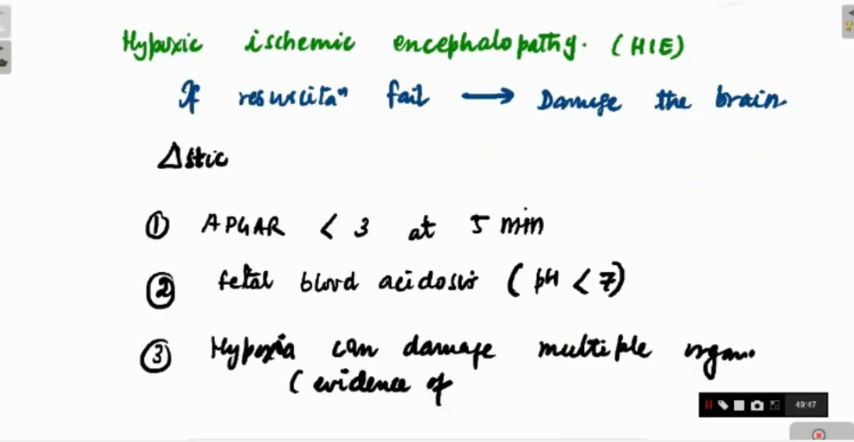 Hypoxic ischemic encephalopathy. (HIE)
If resuscitaⁿ fail → Damage the brain
Δstic
① APGAR < 3 at 5 min
② fetal blood acidosis (pH < 7)
③ Hypoxia can damage multiple organ..
(evidence of
49:47